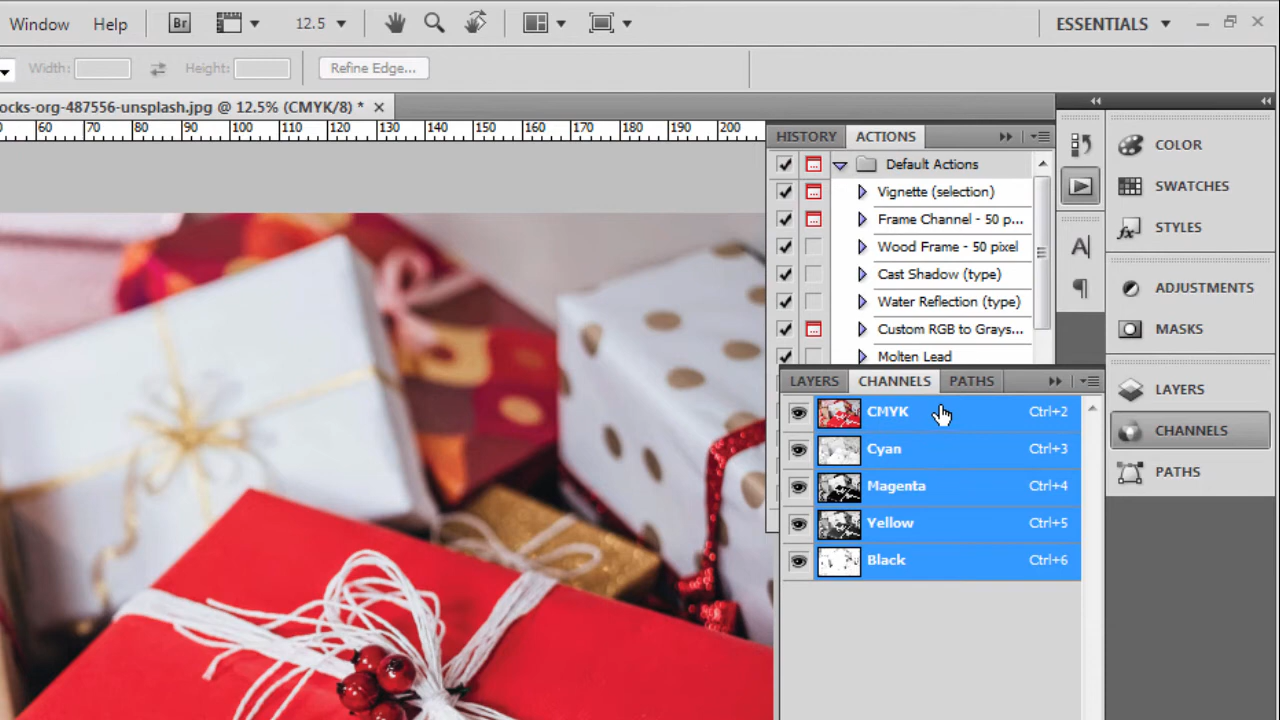 Window Help Br 12.5 ESSENTIALS
Width: Height: Refine Edge...
ocks-org-487556-unsplash.jpg @ 12.5% (CMYK/8) *
60 70 80 90 100 110 120 130 140 150 160 170 180 190 200
HISTORY ACTIONS
Default Actions
Vignette (selection)
Frame Channel - 50 p...
Wood Frame - 50 pixel
Cast Shadow (type)
Water Reflection (type)
Custom RGB to Grays...
Molten Lead
LAYERS CHANNELS PATHS
CMYK Ctrl+2
Cyan Ctrl+3
Magenta Ctrl+4
Yellow Ctrl+5
Black Ctrl+6
COLOR
SWATCHES
STYLES
ADJUSTMENTS
MASKS
LAYERS
CHANNELS
PATHS